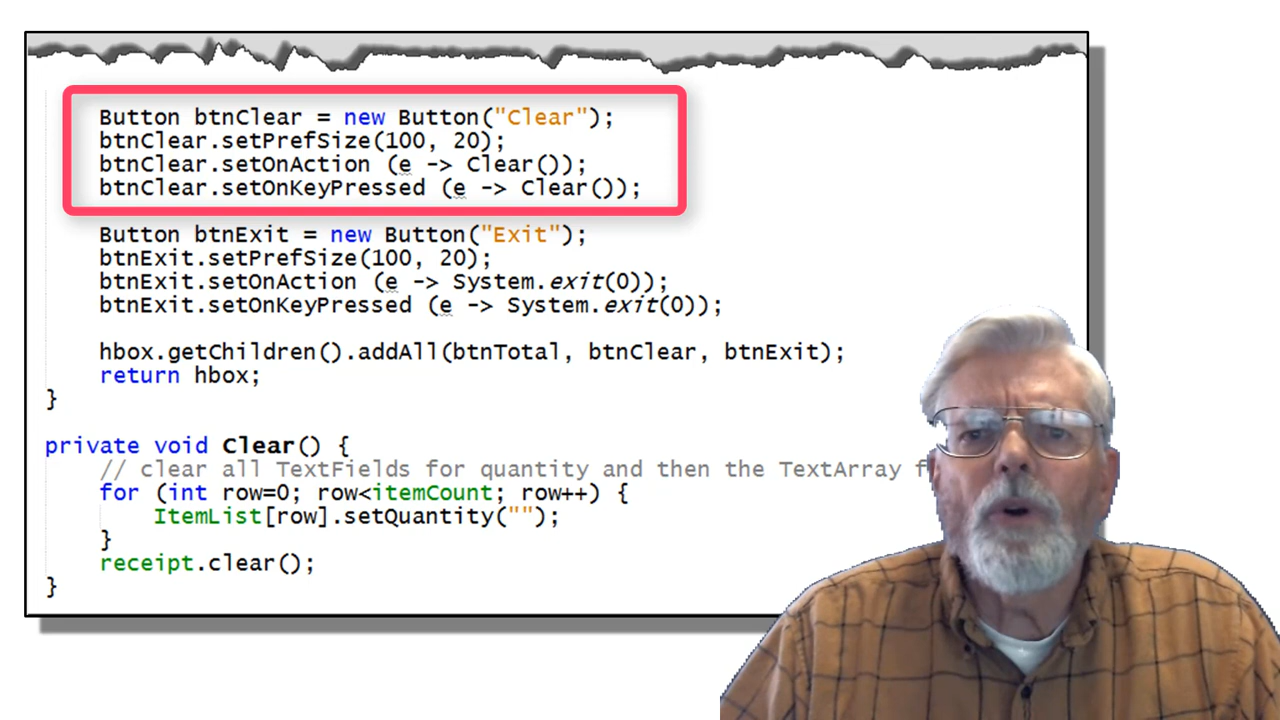 Button btnClear = new Button("Clear");
btnClear.setPrefSize(100, 20);
btnClear.setOnAction (e -> Clear());
btnClear.setOnKeyPressed (e -> Clear());
Button btnExit = new Button("Exit");
btnExit.setPrefSize(100, 20);
btnExit.setOnAction (e -> System.exit(0));
btnExit.setOnKeyPressed (e -> System.exit(0));
hbox.getChildren().addAll(btnTotal, btnClear, btnExit);
return hbox;
}
private void Clear() {
// clear all TextFields for quantity and then the TextArray
for (int row=0; row<itemCount; row++) {
ItemList[row].setQuantity("");
}
receipt.clear();
}